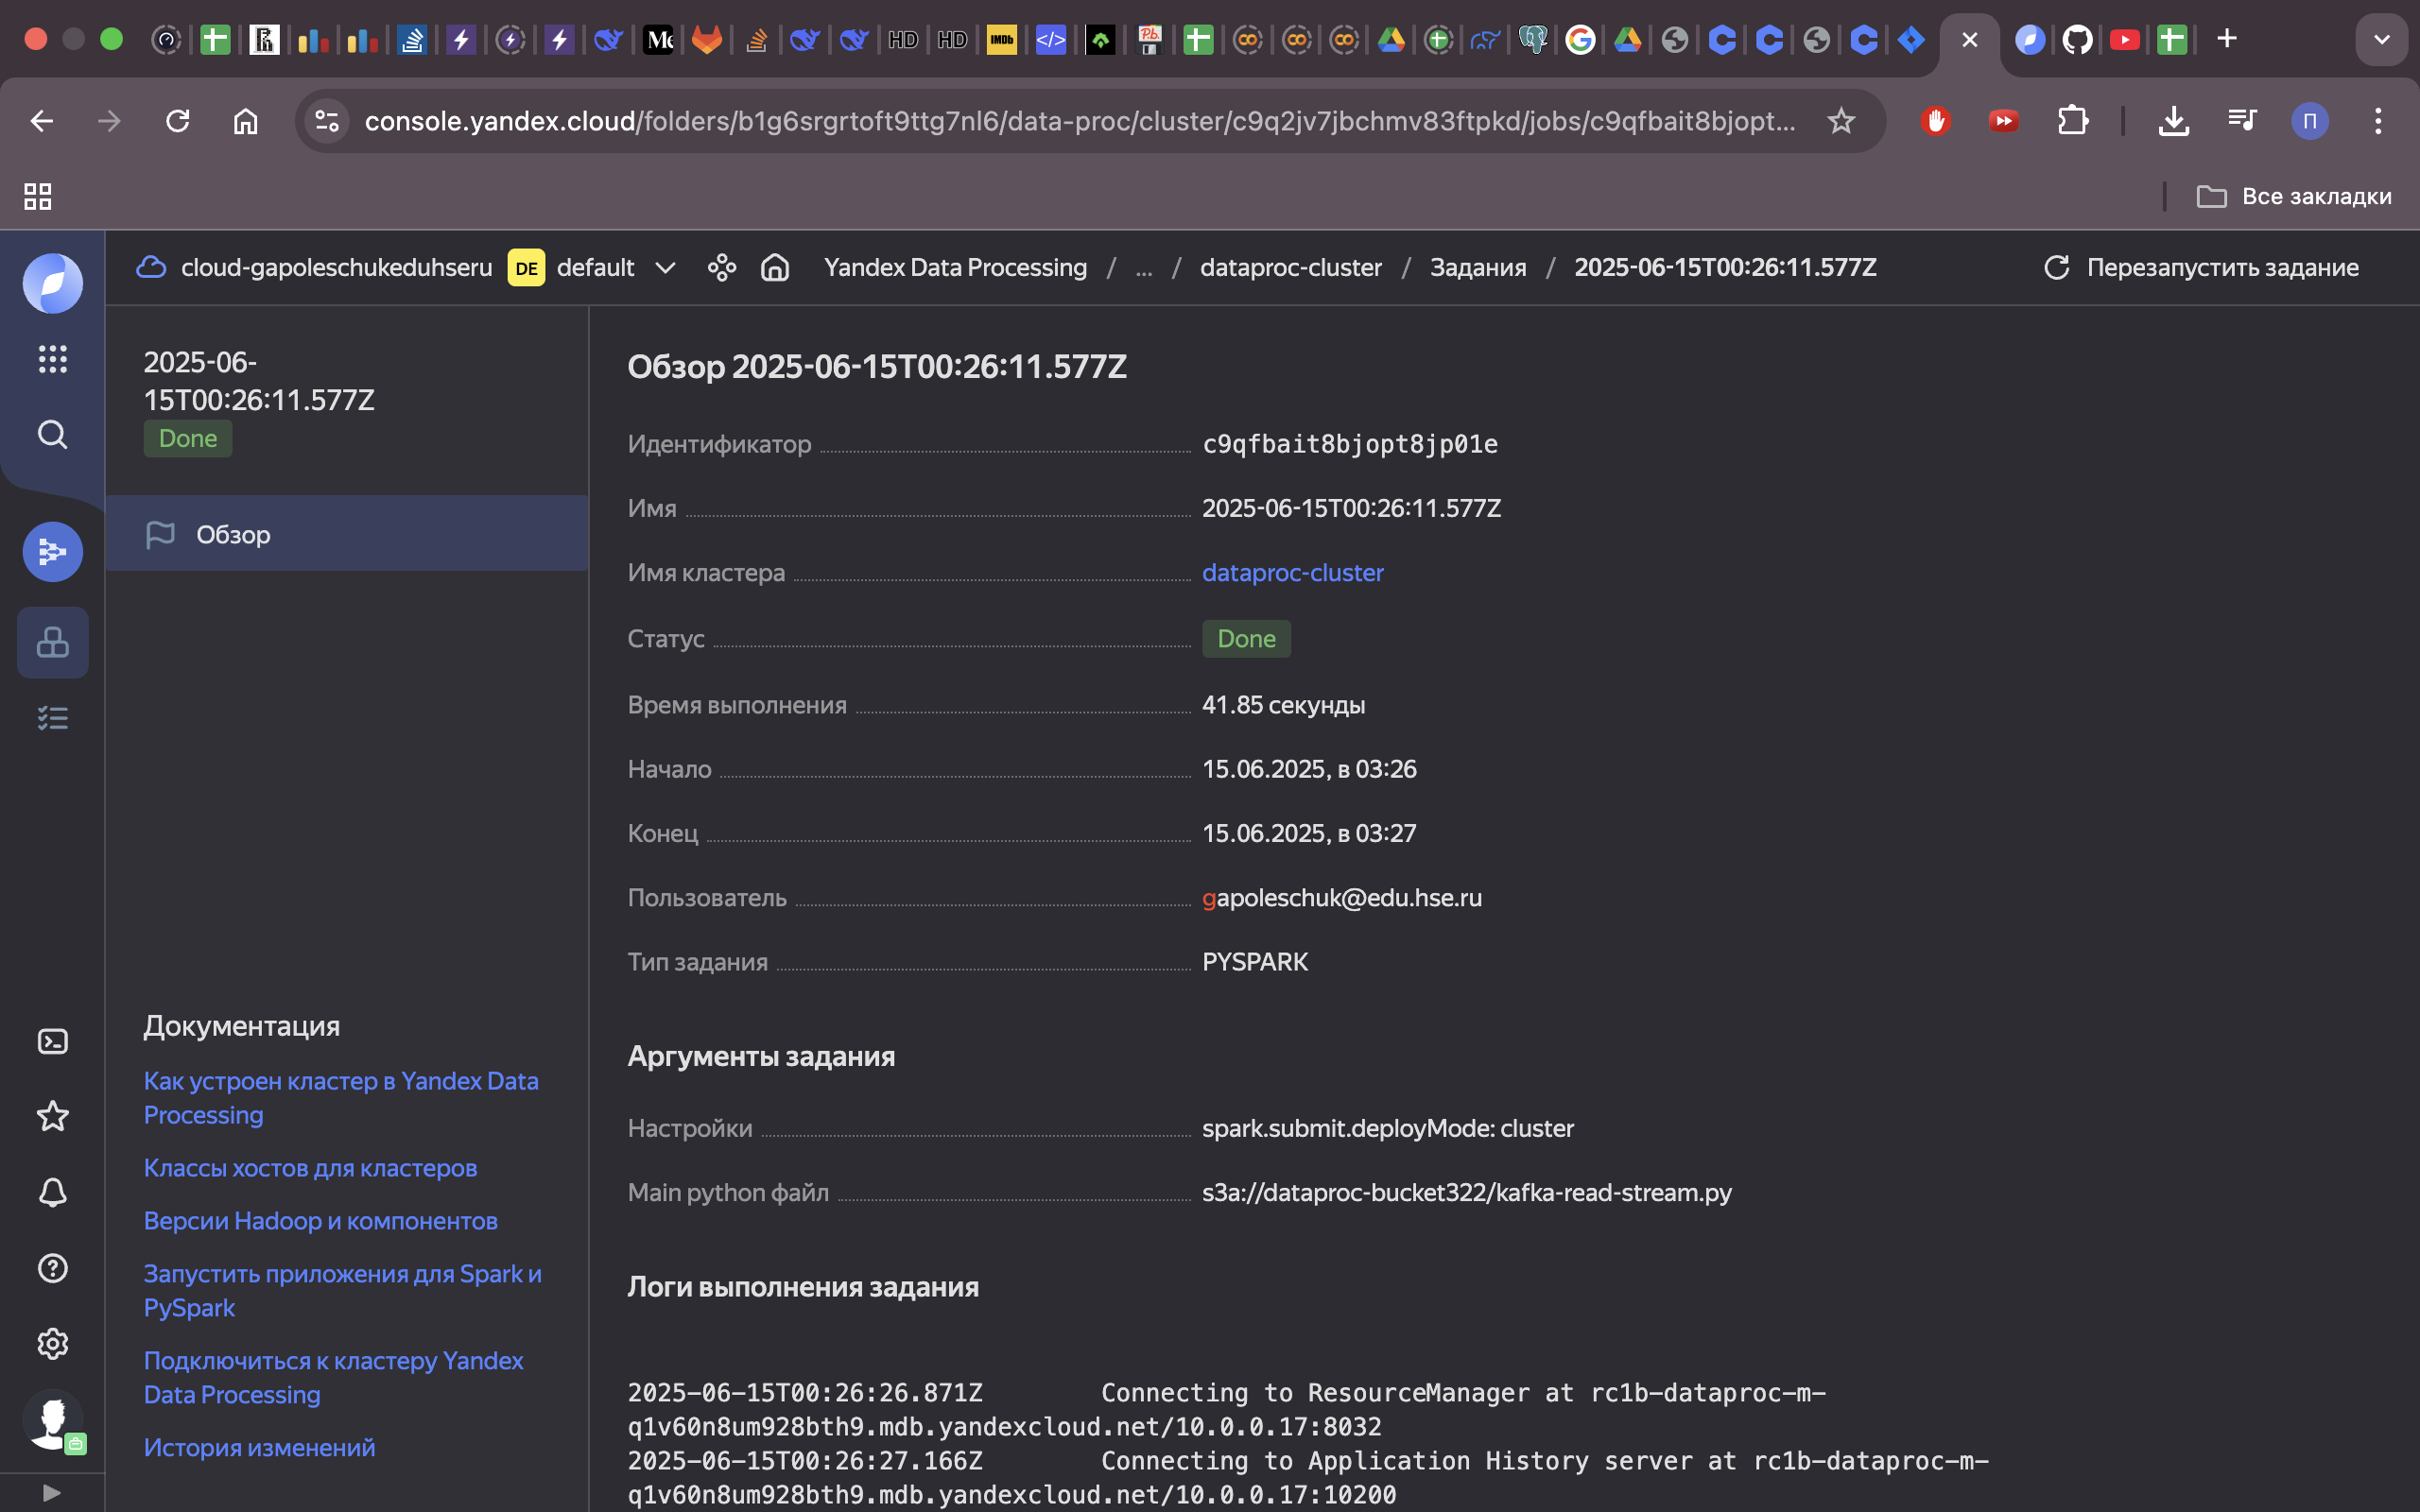 Me
HD
HD
IMDb
</>
Pb.
console.yandex.cloud/folders/b1g6srgrtoft9ttg7nl6/data-proc/cluster/c9q2jv7jbchmv83ftpkd/jobs/c9qfbait8bjopt...
П
Все закладки
cloud-gapoleschukeduhseru DE default Yandex Data Processing / ... / dataproc-cluster / Задания / 2025-06-15T00:26:11.577Z Перезапустить задание
2025-06-
15T00:26:11.577Z
Done
Обзор
Документация
Как устроен кластер в Yandex Data
Processing
Классы хостов для кластеров
Версии Hadoop и компонентов
Запустить приложения для Spark и
PySpark
Подключиться к кластеру Yandex
Data Processing
История изменений
Обзор 2025-06-15T00:26:11.577Z
Идентификатор c9qfbait8bjopt8jp01e
Имя 2025-06-15T00:26:11.577Z
Имя кластера dataproc-cluster
Статус Done
Время выполнения 41.85 секунды
Начало 15.06.2025, в 03:26
Конец 15.06.2025, в 03:27
Пользователь gapoleschuk@edu.hse.ru
Тип задания PYSPARK
Аргументы задания
Настройки spark.submit.deployMode: cluster
Main python файл s3a://dataproc-bucket322/kafka-read-stream.py
Логи выполнения задания
2025-06-15T00:26:26.871Z Connecting to ResourceManager at rc1b-dataproc-m-
q1v60n8um928bth9.mdb.yandexcloud.net/10.0.0.17:8032
2025-06-15T00:26:27.166Z Connecting to Application History server at rc1b-dataproc-m-
q1v60n8um928bth9.mdb.yandexcloud.net/10.0.0.17:10200